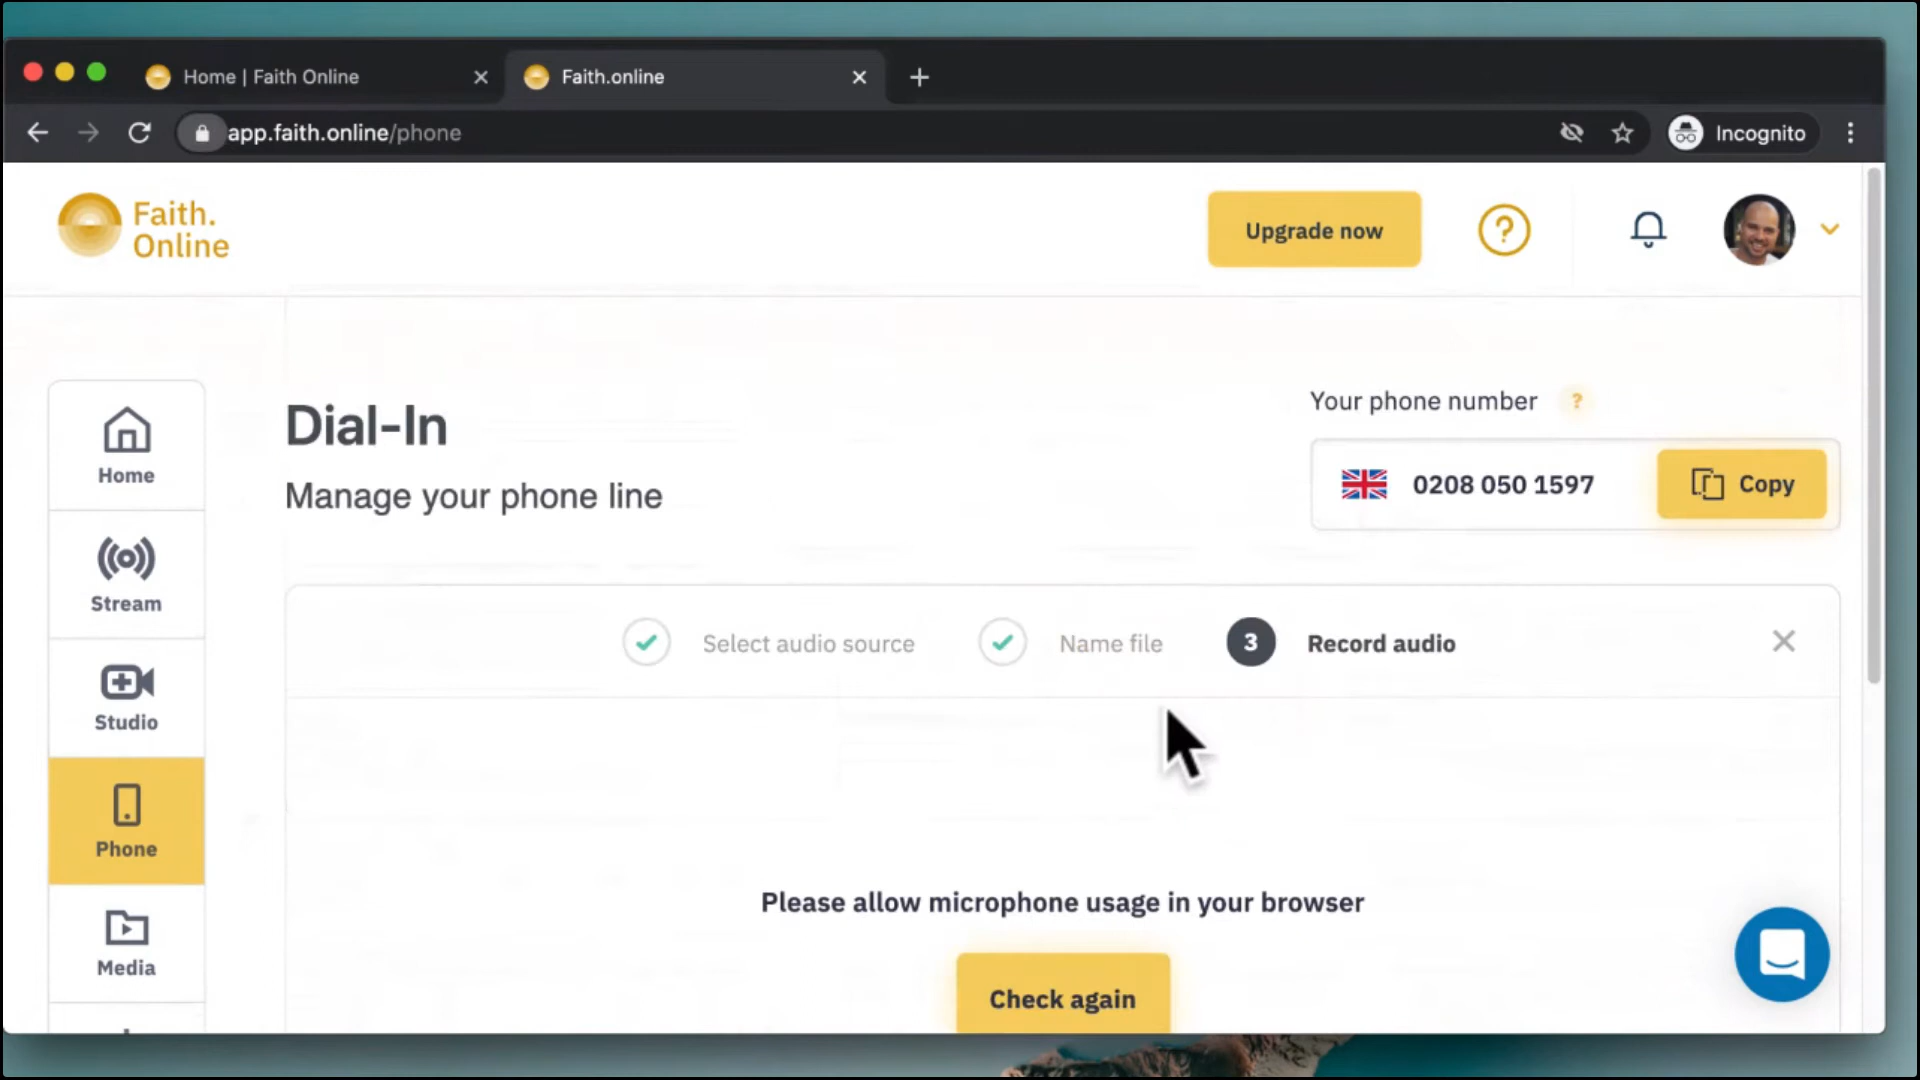 Home | Faith Online
Faith.online
app.faith.online/phone
Incognito
Faith.
Online
Upgrade now
?
Home
Stream
Studio
Phone
Media
Dial-In
Manage your phone line
Your phone number ?
0208 050 1597
Copy
Select audio source
Name file
3 Record audio
Please allow microphone usage in your browser
Check again